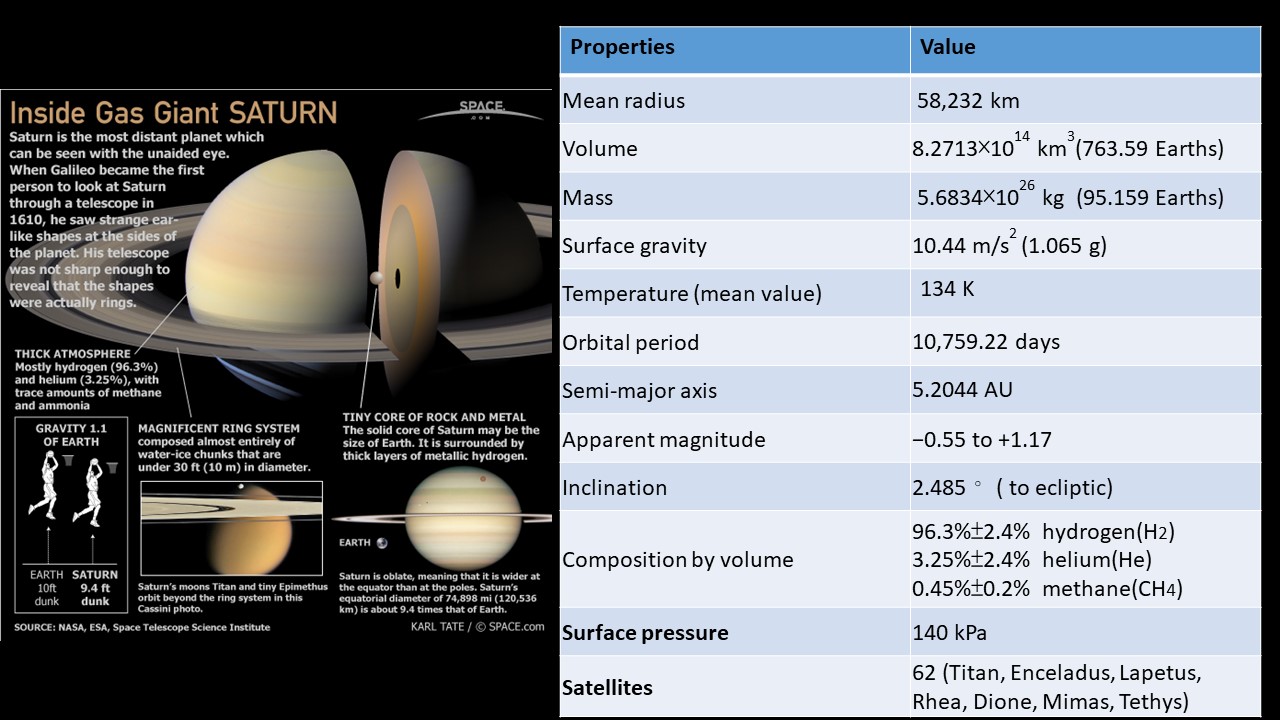 Inside Gas Giant SATURN
SPACE
.COM
Saturn is the most distant planet which
can be seen with the unaided eye.
When Galileo became the first
person to look at Saturn
through a telescope in
1610, he saw strange ear-
like shapes at the sides of
the planet. His telescope
was not sharp enough to
reveal that the shapes
were actually rings.
THICK ATMOSPHERE
Mostly hydrogen (96.3%)
and helium (3.25%), with
trace amounts of methane
and ammonia
GRAVITY 1.1
OF EARTH
EARTH
10ft
dunk
SATURN
9.4 ft
dunk
MAGNIFICENT RING SYSTEM
composed almost entirely of
water-ice chunks that are
under 30 ft (10 m) in diameter.
Saturn's moons Titan and tiny Epimethus
orbit beyond the ring system in this
Cassini photo.
TINY CORE OF ROCK AND METAL
The solid core of Saturn may be the
size of Earth. It is surrounded by
thick layers of metallic hydrogen.
EARTH
Saturn is oblate, meaning that it is wider at
the equator than at the poles. Saturn's
equatorial diameter of 74,898 mi (120,536
km) is about 9.4 times that of Earth.
SOURCE: NASA, ESA, Space Telescope Science Institute
KARL TATE / © SPACE.com
Properties Value
Mean radius 58,232 km
Volume 8.2713×10^14 km^3(763.59 Earths)
Mass 5.6834×10^26 kg (95.159 Earths)
Surface gravity 10.44 m/s^2 (1.065 g)
Temperature (mean value) 134 K
Orbital period 10,759.22 days
Semi-major axis 5.2044 AU
Apparent magnitude −0.55 to +1.17
Inclination 2.485 ° ( to ecliptic)
Composition by volume
96.3%±2.4% hydrogen(H2)
3.25%±2.4% helium(He)
0.45%±0.2% methane(CH4)
Surface pressure 140 kPa
Satellites
62 (Titan, Enceladus, Lapetus,
Rhea, Dione, Mimas, Tethys)